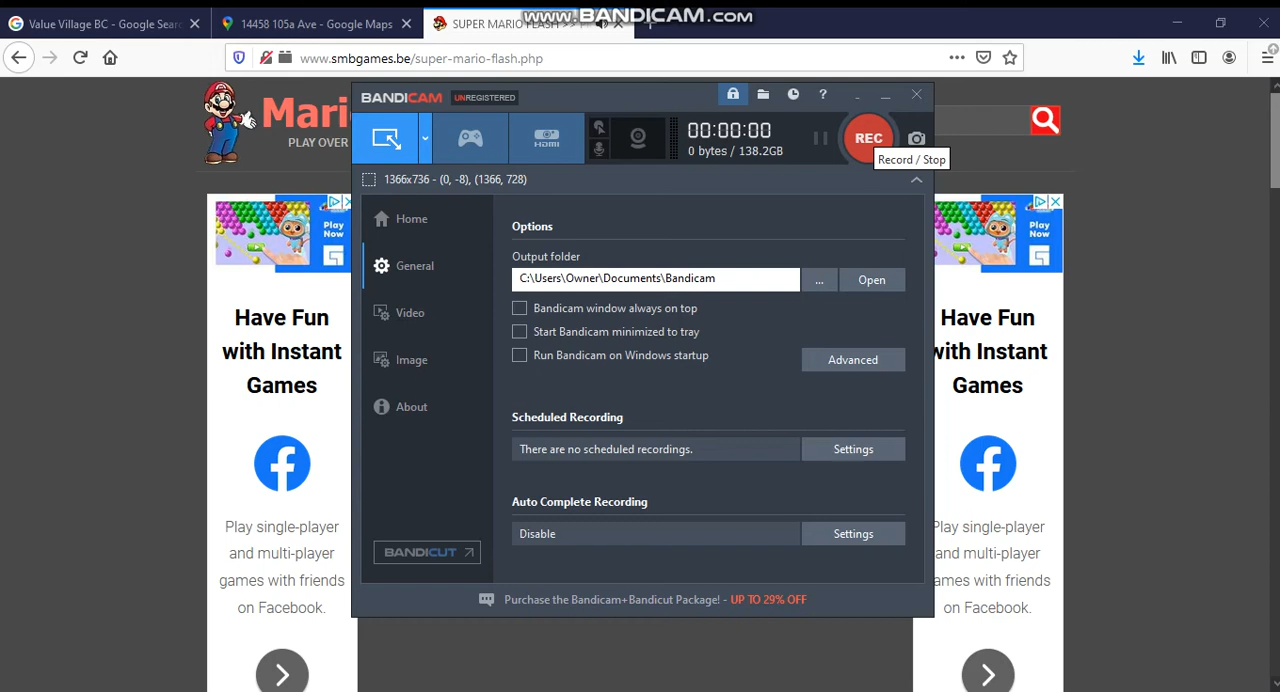 www.BANDICAM.com
Value Village BC - Google Sear
14458 105a Ave - Google Maps
SUPER MARIO FLASH
www.smbgames.be/super-mario-flash.php
Mari
PLAY OVER
BANDICAM UNREGISTERED
?
HDMI
00:00:00
0 bytes / 138.2GB
REC
Record / Stop
1366x736 - (0, -8), (1366, 728)
Home
General
Video
Image
About
BANDICUT
Options
Output folder
C:\Users\Owner\Documents\Bandicam
...
Open
Bandicam window always on top
Start Bandicam minimized to tray
Run Bandicam on Windows startup
Advanced
Scheduled Recording
There are no scheduled recordings.
Settings
Auto Complete Recording
Disable
Settings
Purchase the Bandicam+Bandicut Package! - UP TO 29% OFF
Play
Now
Have Fun
with Instant
Games
Play single-player
and multi-player
games with friends
on Facebook.
Play
Now
Have Fun
with Instant
Games
Play single-player
and multi-player
games with friends
on Facebook.